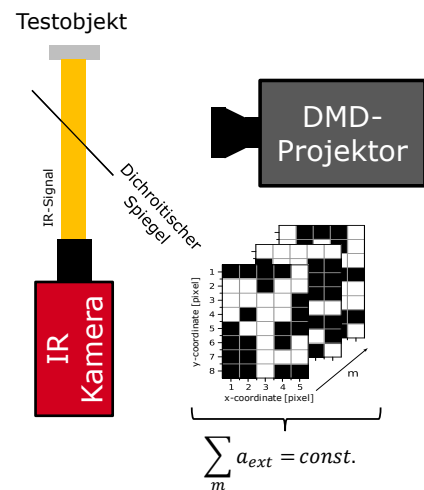 Testobjekt
DMD-
Projektor
IR-Signal
Dichroitischer
Spiegel
IR
Kamera
y-coordinate [pixel]
1
2
3
4
5
6
7
8
1 2 3 4 5
x-coordinate [pixel]
m
∑ a_ext = const.
m